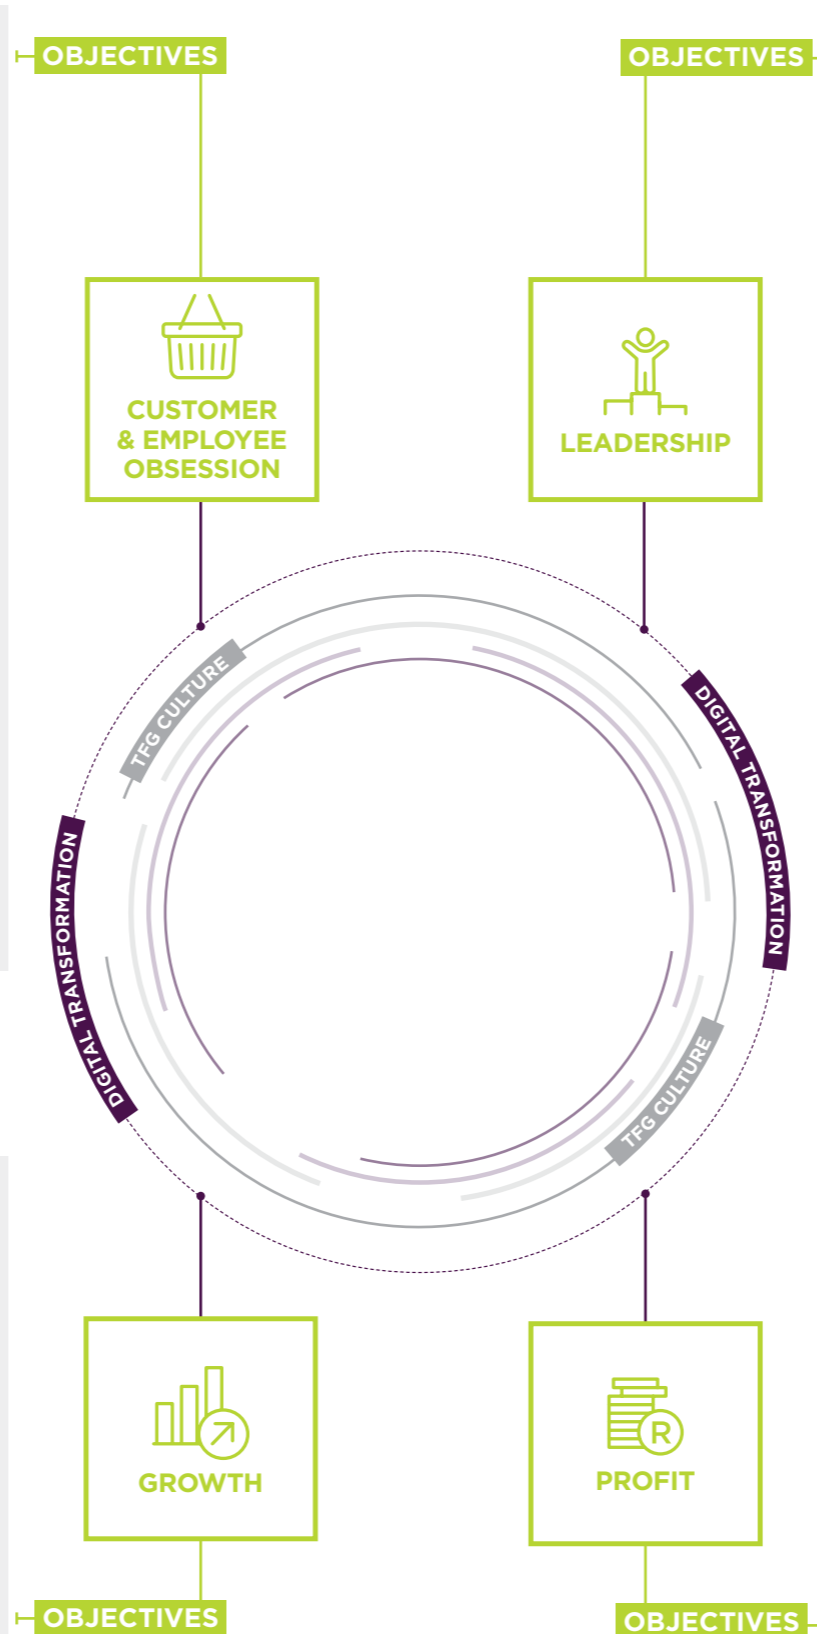 OBJECTIVES
OBJECTIVES
CUSTOMER
& EMPLOYEE
OBSESSION
LEADERSHIP
TFG CULTURE
DIGITAL TRANSFORMATION
DIGITAL TRANSFORMATION
TFG CULTURE
GROWTH
R
PROFIT
OBJECTIVES
OBJECTIVES